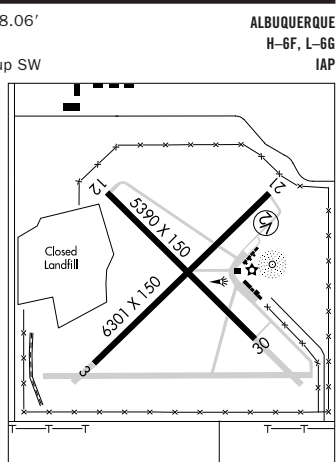 8.06′
ALBUQUERQUE
H–6F, L–6G
up SW
IAP
12
21
5390 X 150
V
Closed
Landfill
6301 X 150
3
30
T T T
T T